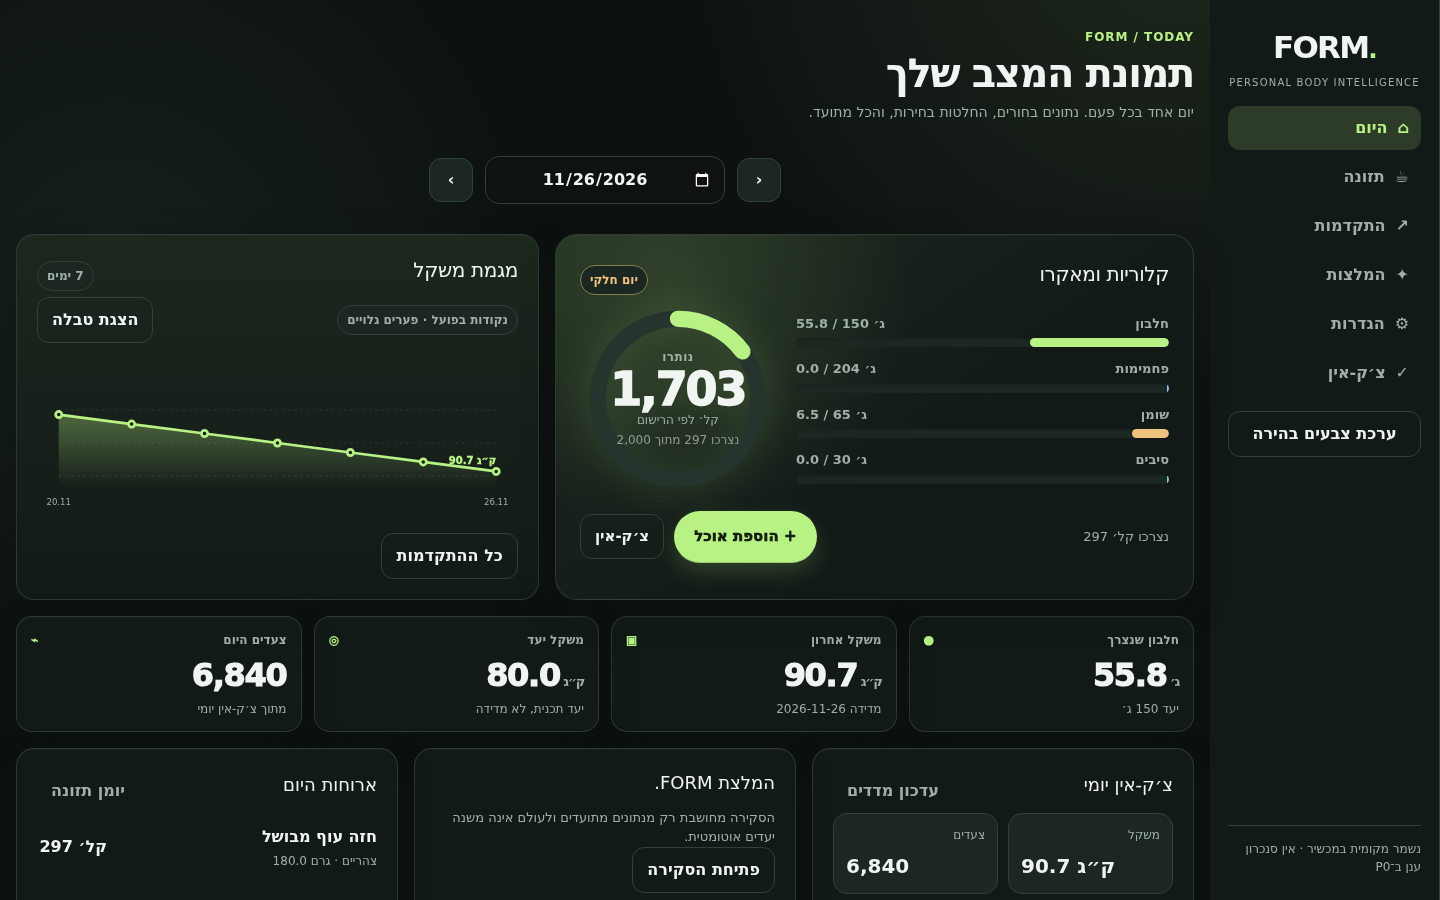 FORM.
PERSONAL BODY INTELLIGENCE
היום
תזונה
התקדמות
המלצות
הגדרות
צ׳ק-אין
ערכת צבעים בהירה
נשמר מקומית במכשיר · אין סנכרון
ענן ב־P0
FORM / TODAY
תמונת המצב שלך
יום אחד בכל פעם. נתונים בחורים, החלטות בחירות, והכל מתועד.
11/26/2026
קלוריות ומאקרו
יום חלקי
חלבון
55.8 / 150 ג׳
פחמימות
0.0 / 204 ג׳
שומן
6.5 / 65 ג׳
סיבים
0.0 / 30 ג׳
נותרו
1,703
קל׳ לפי הרישום
נצרכו 297 מתוך 2,000
נצרכו קל׳ 297
+ הוספת אוכל
צ׳ק-אין
מגמת משקל
7 ימים
נקודות בפועל · פערים גלויים
הצגת טבלה
90.7 ק״ג
20.11
26.11
כל ההתקדמות
חלבון שנצרך
55.8 ג׳
יעד 150 ג׳
משקל אחרון
90.7 ק״ג
מדידה 2026-11-26
משקל יעד
80.0 ק״ג
יעד תכנית, לא מדידה
צעדים היום
6,840
מתוך צ׳ק-אין יומי
צ׳ק-אין יומי
עדכון מדדים
משקל
90.7 ק״ג
צעדים
6,840
המלצת FORM.
הסקירה מחושבת רק מנתונים מתועדים ולעולם אינה משנה
יעדים אוטומטית.
פתיחת הסקירה
ארוחות היום
יומן תזונה
חזה עוף מבושל
צהריים · גרם 180.0
297 קל׳